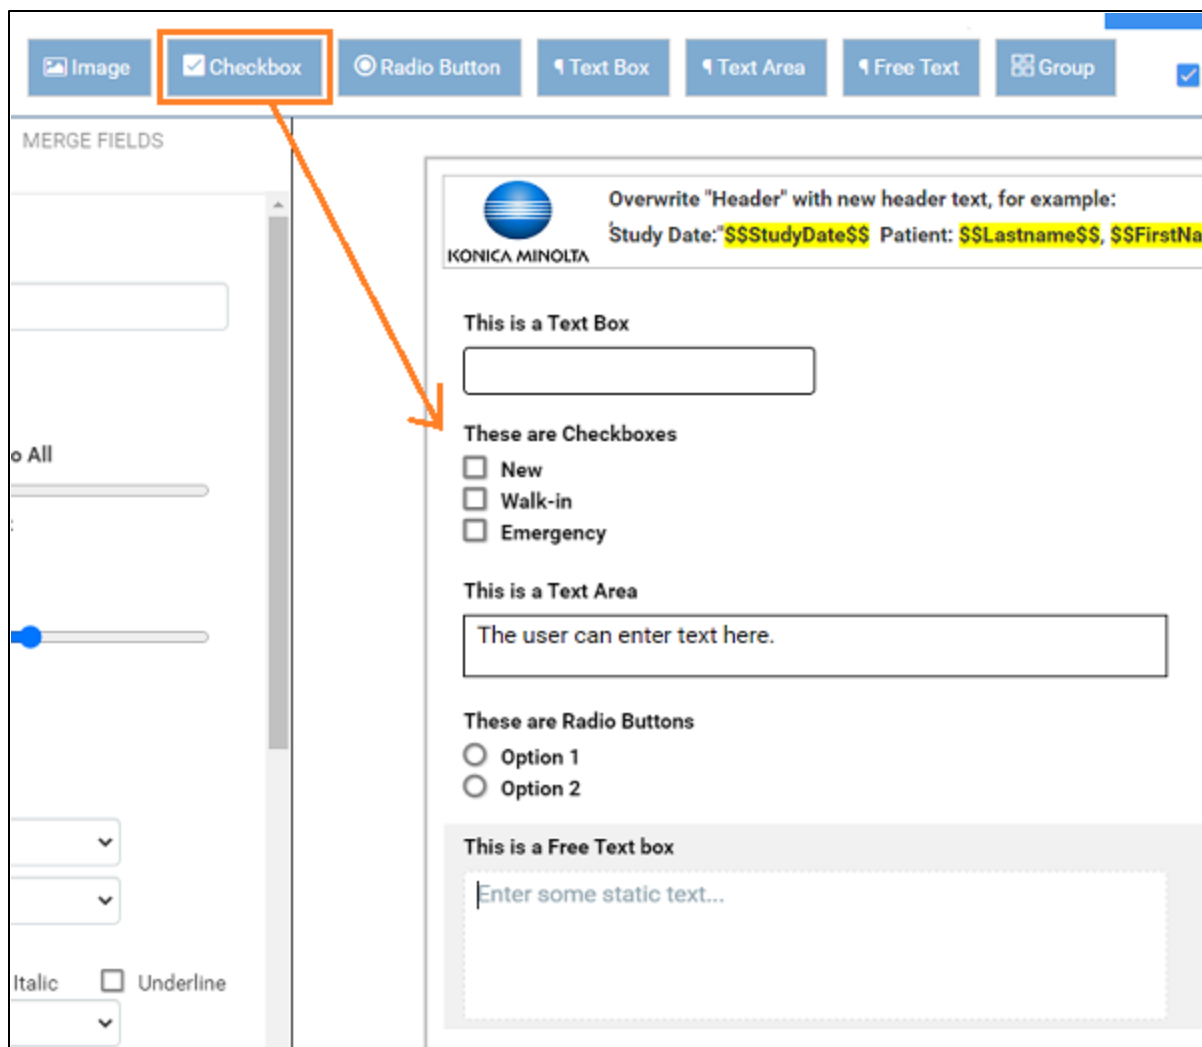 Image
Checkbox
Radio Button
Text Box
Text Area
Free Text
Group
MERGE FIELDS
o All
Italic
Underline
KONICA MINOLTA
Overwrite "Header" with new header text, for example:
Study Date:"$$StudyDate$$ Patient: $$Lastname$$, $$FirstNa
This is a Text Box
These are Checkboxes
New
Walk-in
Emergency
This is a Text Area
The user can enter text here.
These are Radio Buttons
Option 1
Option 2
This is a Free Text box
Enter some static text...